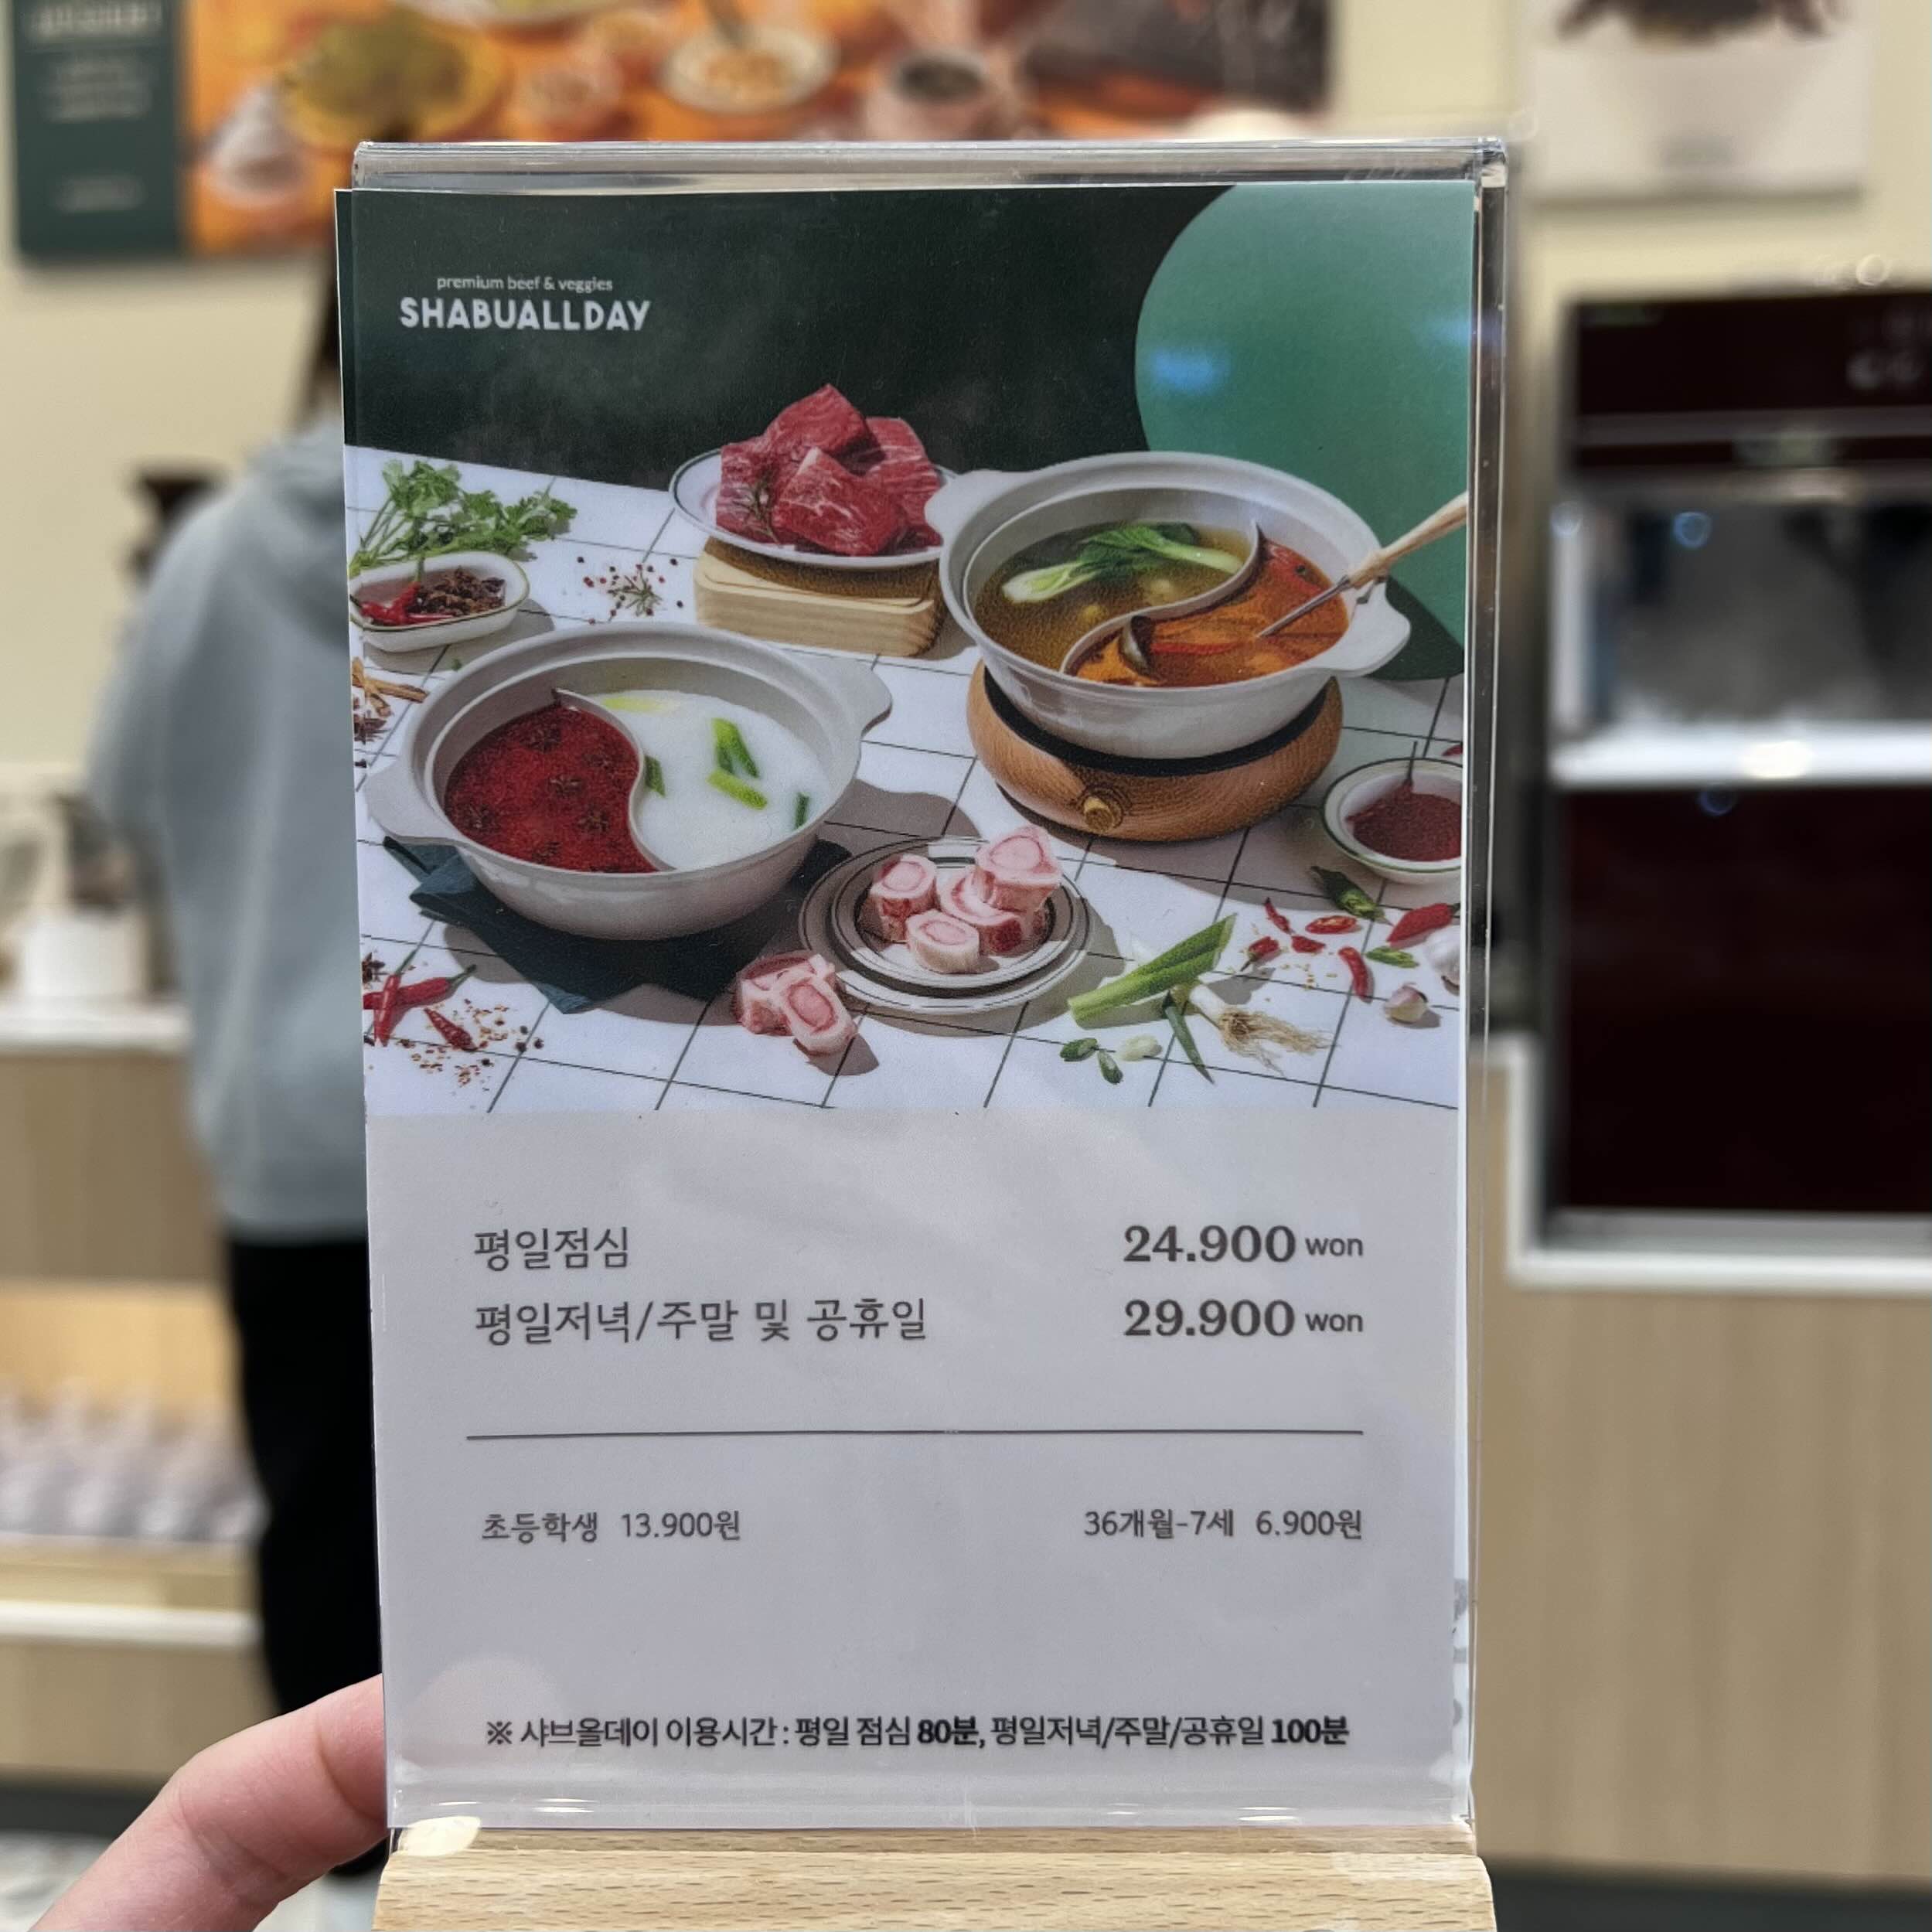 premium beef & veggies
SHABUALLDAY
평일점심 24.900 won
평일저녁/주말 및 공휴일 29.900 won
초등학생 13.900원 36개월-7세 6.900원
※ 샤브올데이 이용시간 : 평일 점심 80분, 평일저녁/주말/공휴일 100분